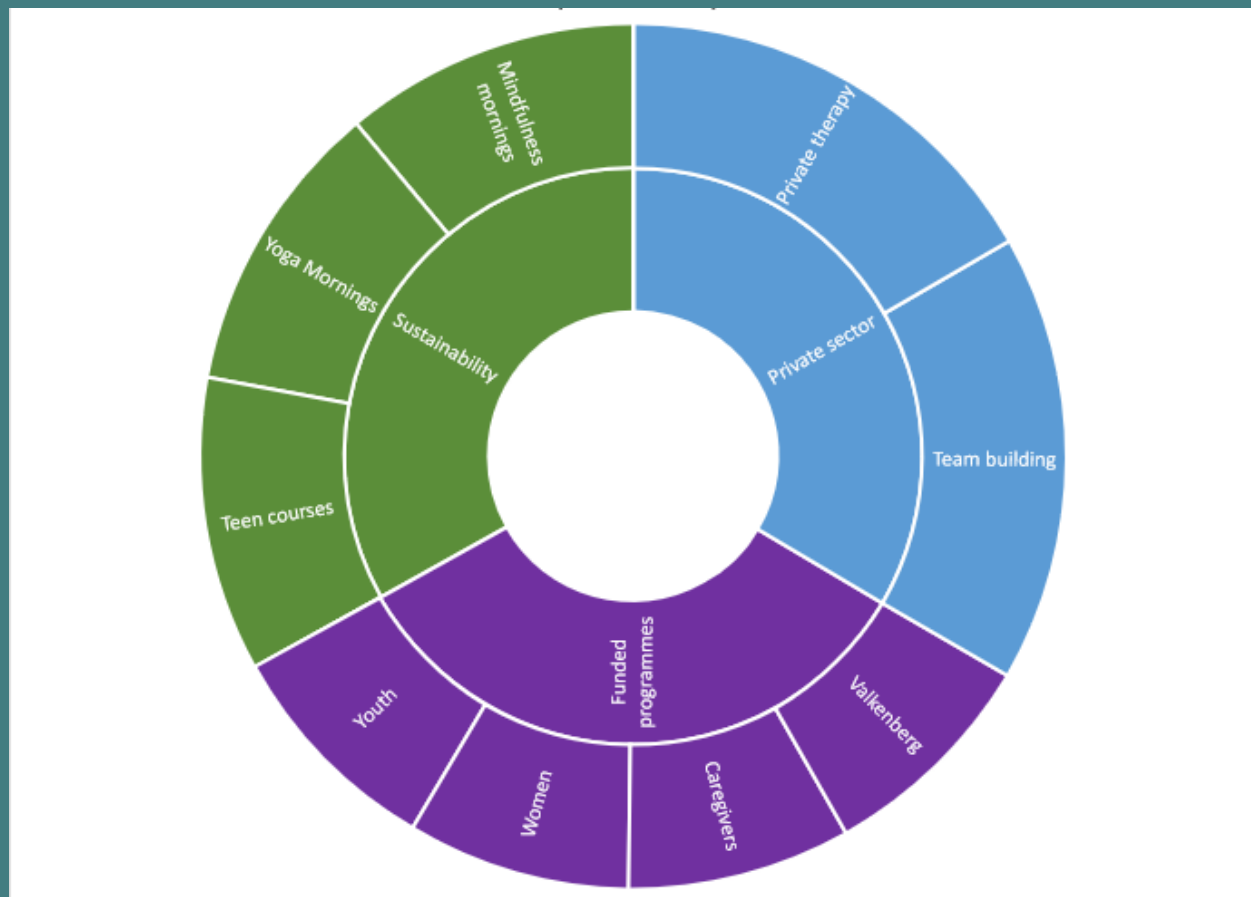 Mindfulness
mornings
Private therapy
Yoga Mornings
Sustainability
Private sector
Team building
Teen courses
Funded
programmes
Youth
Valkenberg
Women
Caregivers